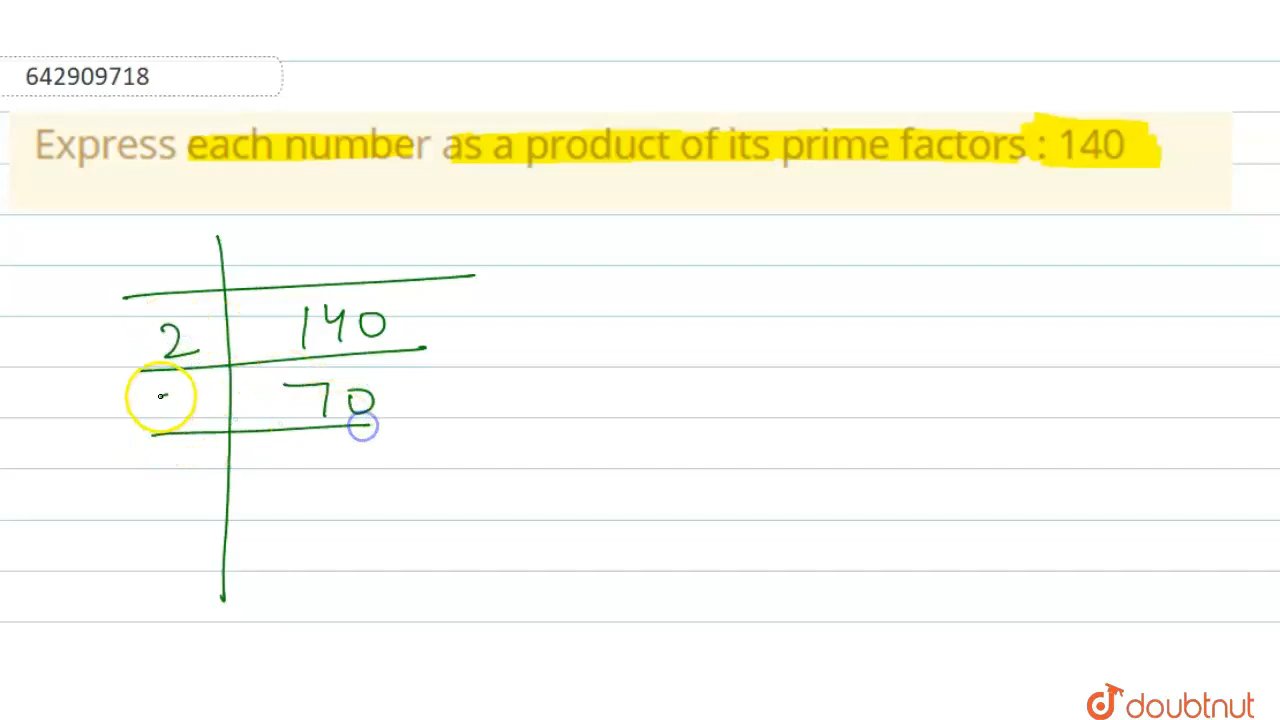 642909718
Express each number as a product of its prime factors : 140
2 140
70
doubtnut